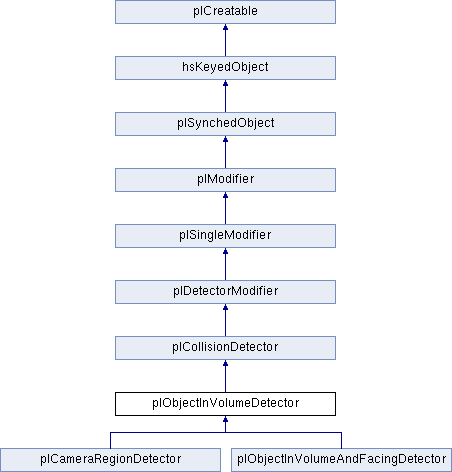 plCreatable
hsKeyedObject
plSynchedObject
plModifier
plSingleModifier
plDetectorModifier
plCollisionDetector
plObjectInVolumeDetector
plCameraRegionDetector
plObjectInVolumeAndFacingDetector